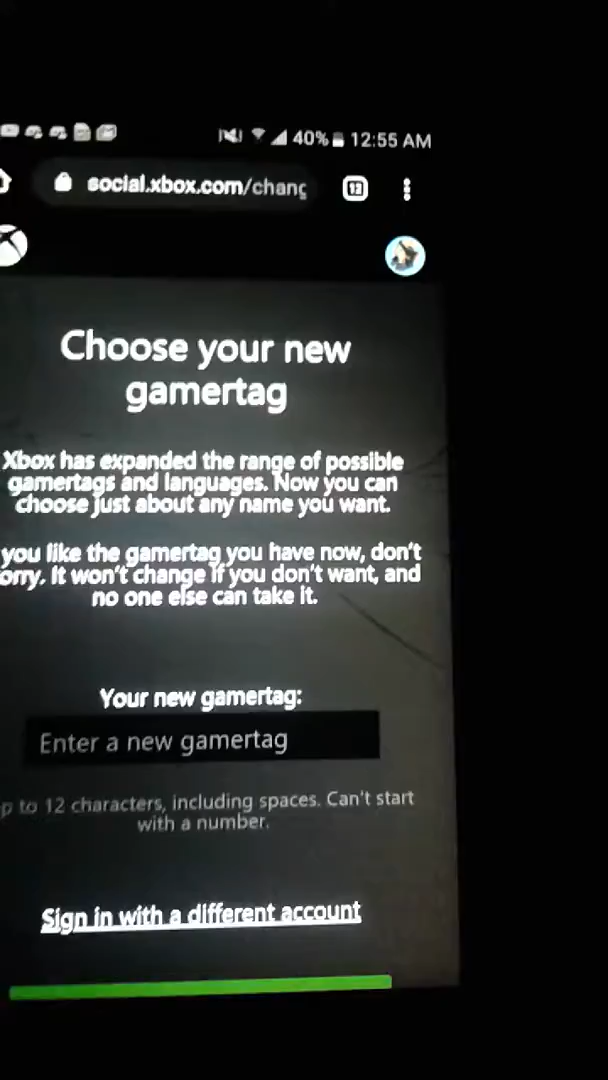 40% 12:55 AM
social.xbox.com/chang
12
Choose your new
gamertag
Xbox has expanded the range of possible
gamertags and languages. Now you can
choose just about any name you want.
you like the gamertag you have now, don't
orry. It won't change if you don't want, and
no one else can take it.
Your new gamertag:
Enter a new gamertag
p to 12 characters, including spaces. Can't start
with a number.
Sign in with a different account